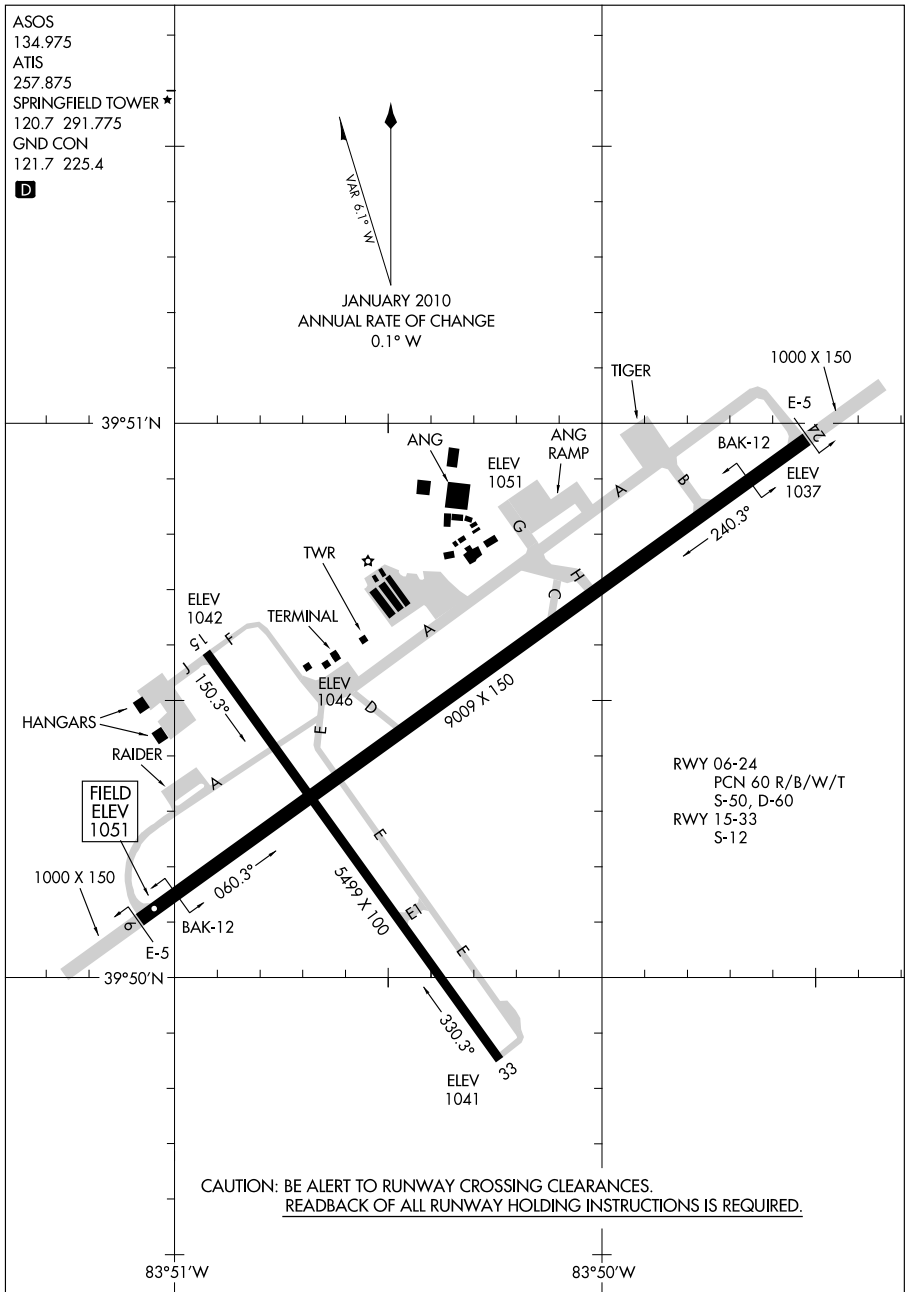 ASOS
134.975
ATIS
257.875
SPRINGFIELD TOWER
120.7 291.775
GND CON
121.7 225.4
D
VAR 6.1° W
JANUARY 2010
ANNUAL RATE OF CHANGE
0.1° W
TIGER
1000 X 150
39°51'N
E-5
24
ANG
ELEV
1051
ANG
RAMP
BAK-12
ELEV
1037
A
B
G
240.3°
TWR
H
C
ELEV
1042
TERMINAL
A
15
F
J
150.3°
ELEV
1046
D
E
9009 X 150
HANGARS
RAIDER
A
RWY 06-24
PCN 60 R/B/W/T
S-50, D-60
RWY 15-33
S-12
FIELD
ELEV
1051
E
1000 X 150
060.3°
5499 X 100
E1
6
BAK-12
E-5
E
39°50'N
330.3°
33
ELEV
1041
CAUTION: BE ALERT TO RUNWAY CROSSING CLEARANCES.
READBACK OF ALL RUNWAY HOLDING INSTRUCTIONS IS REQUIRED.
83°51'W
83°50'W